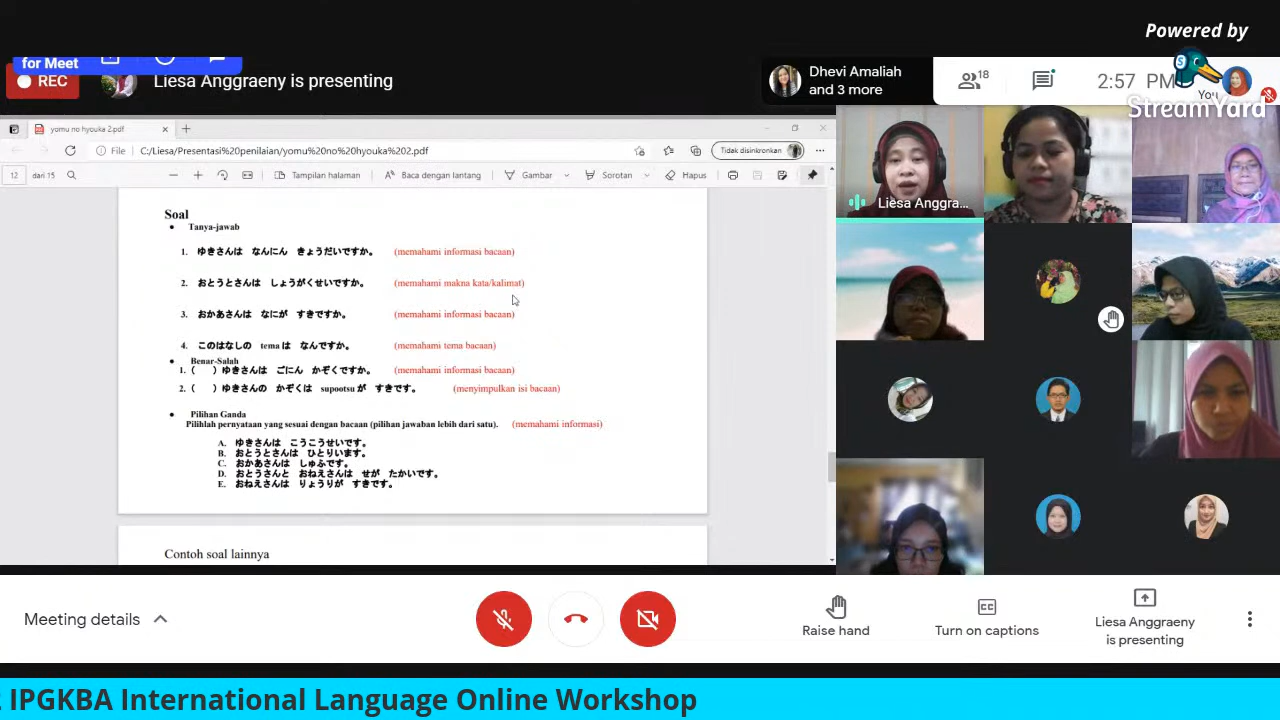 Powered by
StreamYard
for Meet
REC
Liesa Anggraeny is presenting
Dhevi Amaliah
and 3 more
18
2:57 PM
You
yomu no hyouka 2.pdf
File
C:/Liesa/Presentasi%20penilaian/yomu%20no%20hyouka%202.pdf
Tidak disinkronkan
12
dari 15
Tampilan halaman
Baca dengan lantang
Gambar
Sorotan
Hapus
Soal
• Tanya-jawab
1. ゆきさんは なんにん きょうだいですか。 (memahami informasi bacaan)
2. おとうとさんは しょうがくせいですか。 (memahami makna kata/kalimat)
3. おかあさんは なにが すきですか。 (memahami informasi bacaan)
4. このはなしの tema は なんですか。 (memahami tema bacaan)
• Benar-Salah
1. ( ) ゆきさんは ごにん かぞくですか。 (memahami informasi bacaan)
2. ( ) ゆきさんの かぞくは supootsu が すきです。 (menyimpulkan isi bacaan)
• Pilihan Ganda
Pilihlah pernyataan yang sesuai dengan bacaan (pilihan jawaban lebih dari satu). (memahami informasi)
A. ゆきさんは こうこうせいです。
B. おとうとさんは ひとりいます。
C. おかあさんは しゅふです。
D. おとうさんと おねえさんは せが たかいです。
E. おねえさんは りょうりが すきです。
Contoh soal lainnya
Liesa Anggra...
Meeting details
Raise hand
Turn on captions
Liesa Anggraeny
is presenting
IPGKBA International Language Online Workshop